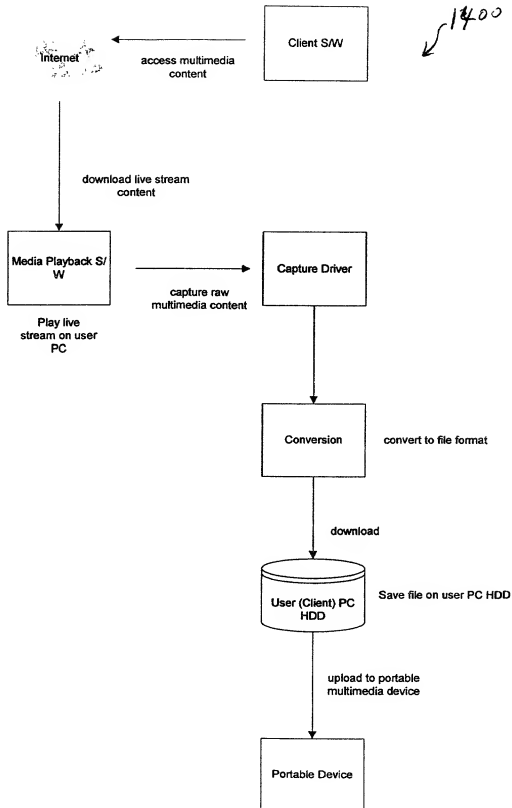 1400
Client S/W
Internet
access multimedia
content
download live stream
content
Media Playback S/
W
Capture Driver
capture raw
multimedia content
Play live
stream on user
PC
Conversion
convert to file format
download
User (Client) PC
HDD
Save file on user PC HDD
upload to portable
multimedia device
Portable Device